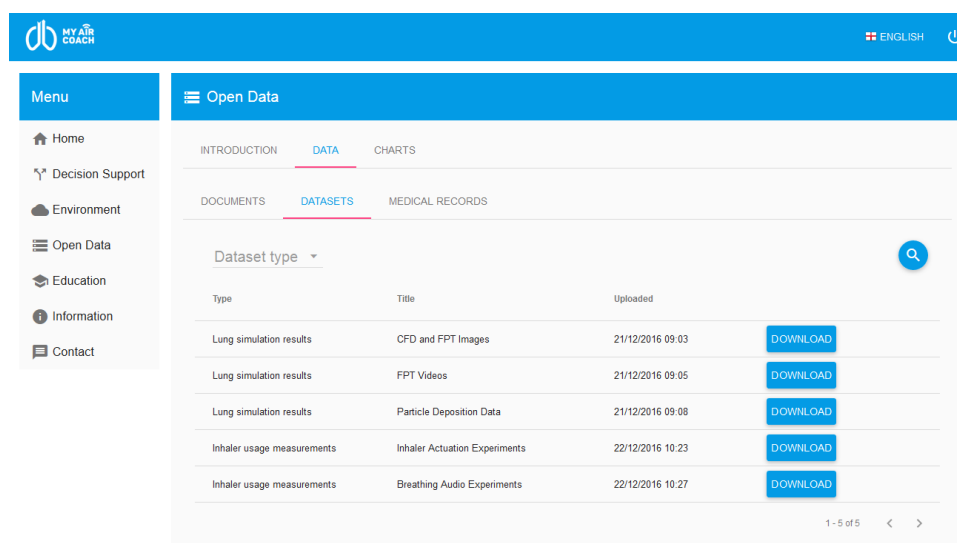 MY AIR
COACH
ENGLISH
Menu
Home
Decision Support
Environment
Open Data
Education
Information
Contact
Open Data
INTRODUCTION DATA CHARTS
DOCUMENTS DATASETS MEDICAL RECORDS
Dataset type
Type Title Uploaded
Lung simulation results CFD and FPT Images 21/12/2016 09:03 DOWNLOAD
Lung simulation results FPT Videos 21/12/2016 09:05 DOWNLOAD
Lung simulation results Particle Deposition Data 21/12/2016 09:08 DOWNLOAD
Inhaler usage measurements Inhaler Actuation Experiments 22/12/2016 10:23 DOWNLOAD
Inhaler usage measurements Breathing Audio Experiments 22/12/2016 10:27 DOWNLOAD
1 - 5 of 5